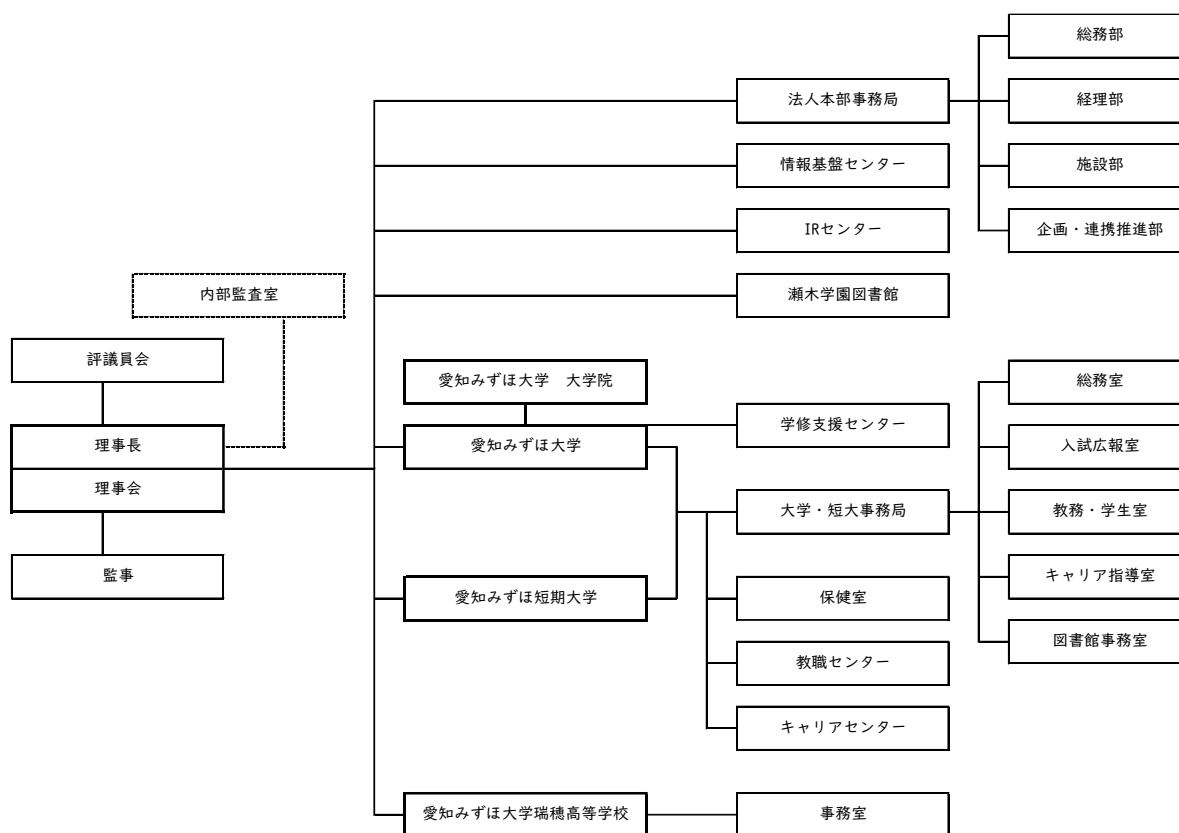 総務部
法人本部事務局
経理部
情報基盤センター
施設部
IRセンター
企画・連携推進部
内部監査室
瀬木学園図書館
評議員会
愛知みずほ大学　大学院
総務室
学修支援センター
理事長
愛知みずほ大学
入試広報室
理事会
大学・短大事務局
教務・学生室
監事
愛知みずほ短期大学
保健室
キャリア指導室
教職センター
図書館事務室
キャリアセンター
愛知みずほ大学瑞穂高等学校
事務室